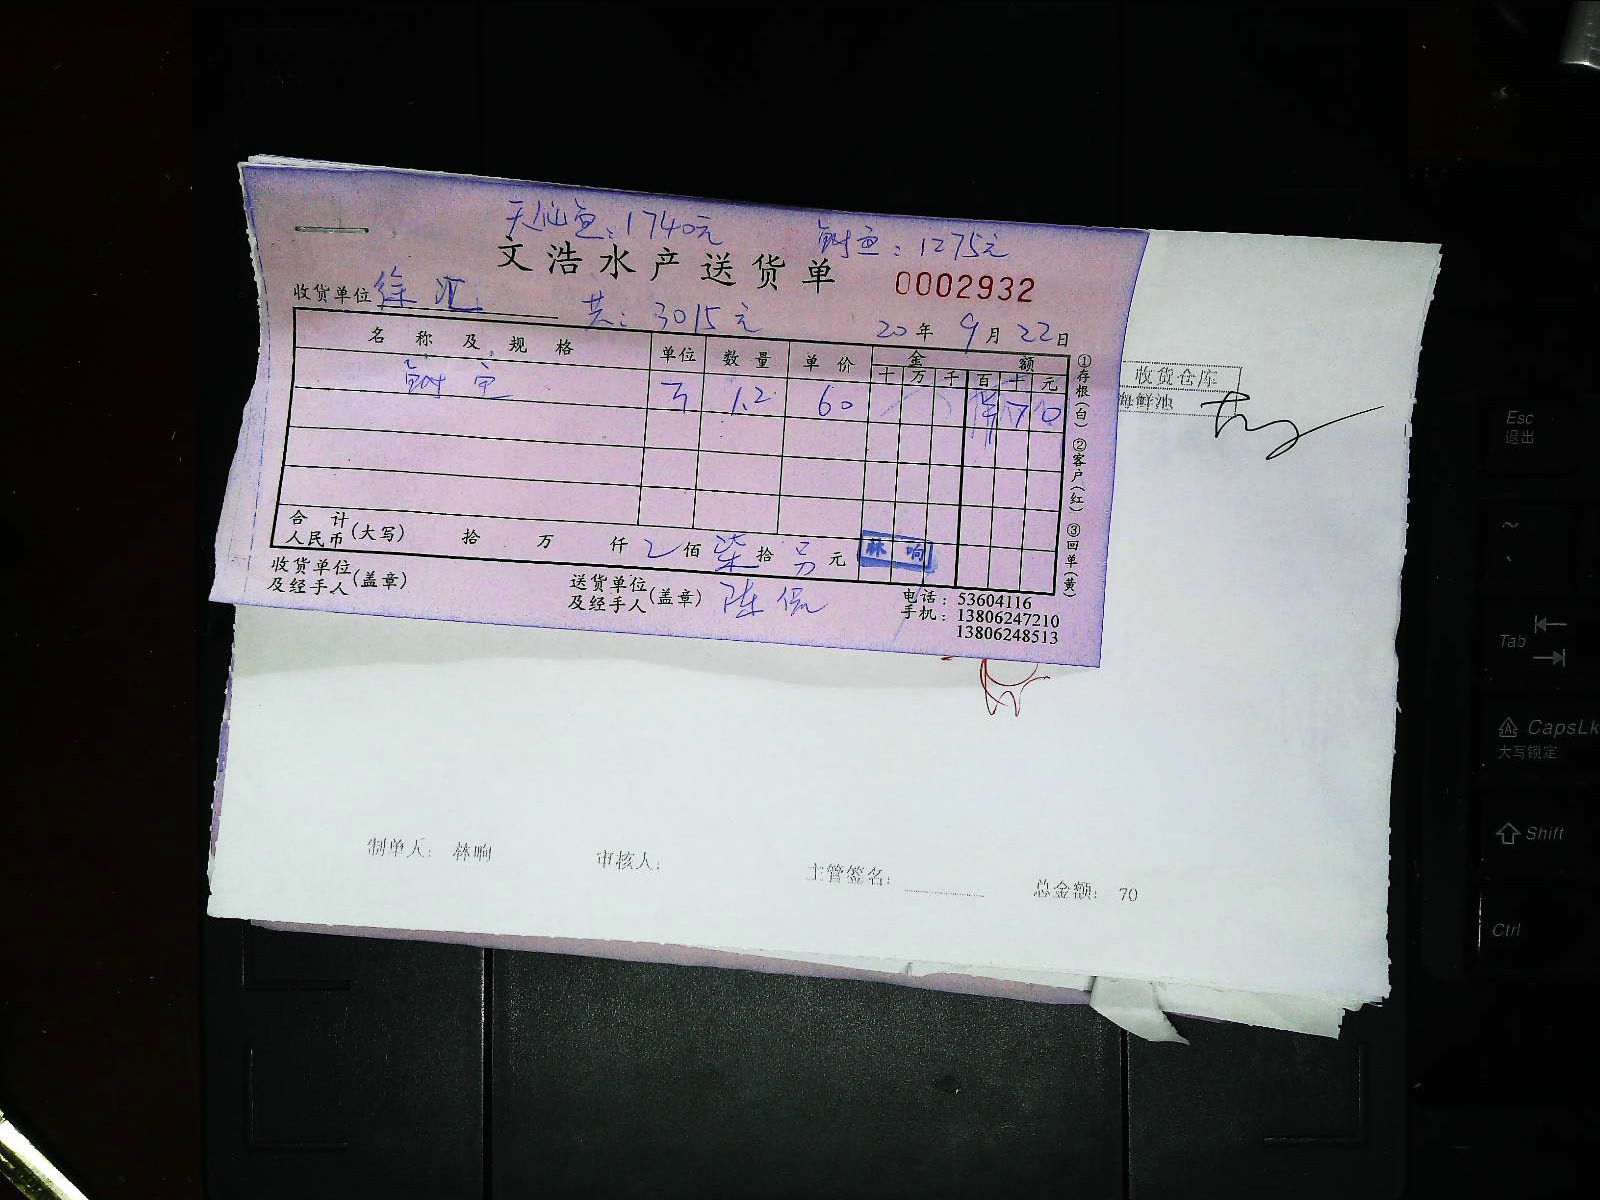 天仙鱼：1740元 鲥鱼：1275元
文浩水产送货单
0002932
收货单位 徐汇
共：3015元
20年9月22日
名称及规格 单位 数量 单价 金额
十 万 千 百 十 元
鲥鱼 斤 1.2 60 7 0
合计
人民币(大写) 拾 万 仟 佰 柒 拾 元
林响
收货单位
及经手人(盖章)
送货单位
及经手人(盖章) 陈
电话：53604116
手机：13806247210
13806248513
①存根(白) ②客户(红) ③回单(黄)
收货仓库
海鲜池
制单人： 林响 审核人： 主管签名： 总金额： 70
Esc
退出
~
Tab
CapsLk
大写锁定
Shift
Ctrl